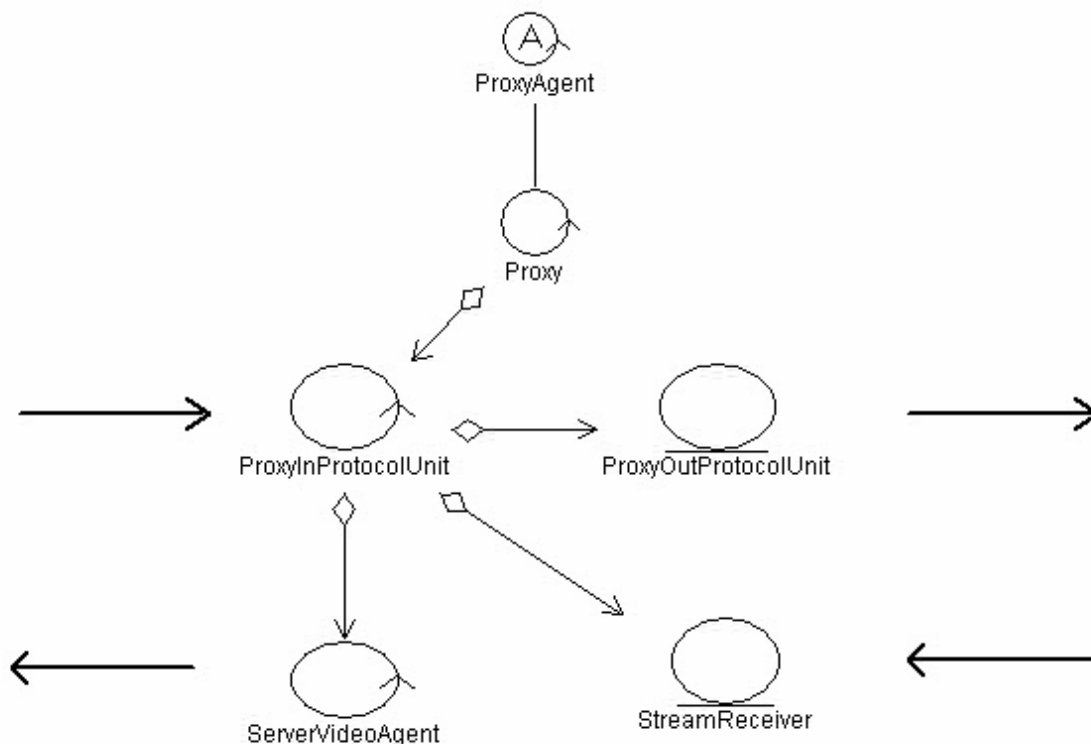 A
ProxyAgent
Proxy
ProxyInProtocolUnit
ProxyOutProtocolUnit
ServerVideoAgent
StreamReceiver